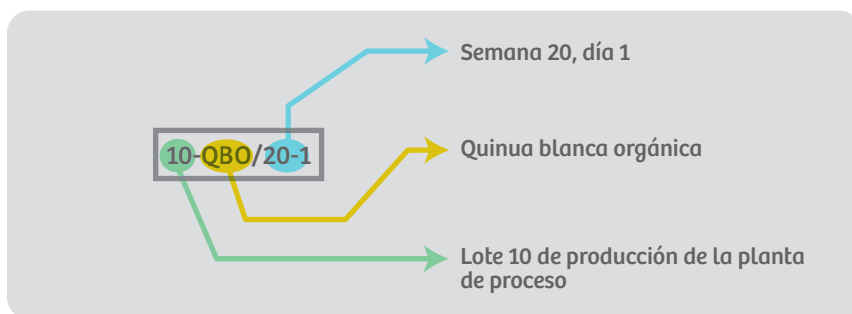 Semana 20, día 1
10-QBO/20-1
Quinua blanca orgánica
Lote 10 de producción de la planta
de proceso